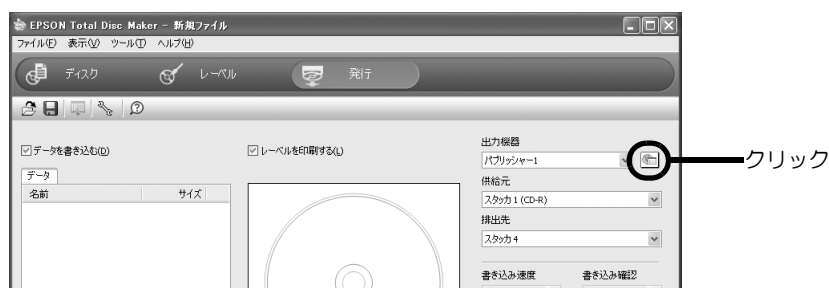 EPSON Total Disc Maker - 新規ファイル
ファイル(F) 表示(V) ツール(T) ヘルプ(H)
ディスク レーベル 発行
データを書き込む(D)
レーベルを印刷する(L)
出力機器
パブリッシャー1
クリック
データ
供給元
名前 サイズ
スタッカ 1 (CD-R)
排出先
スタッカ 4
書き込み速度 書き込み確認